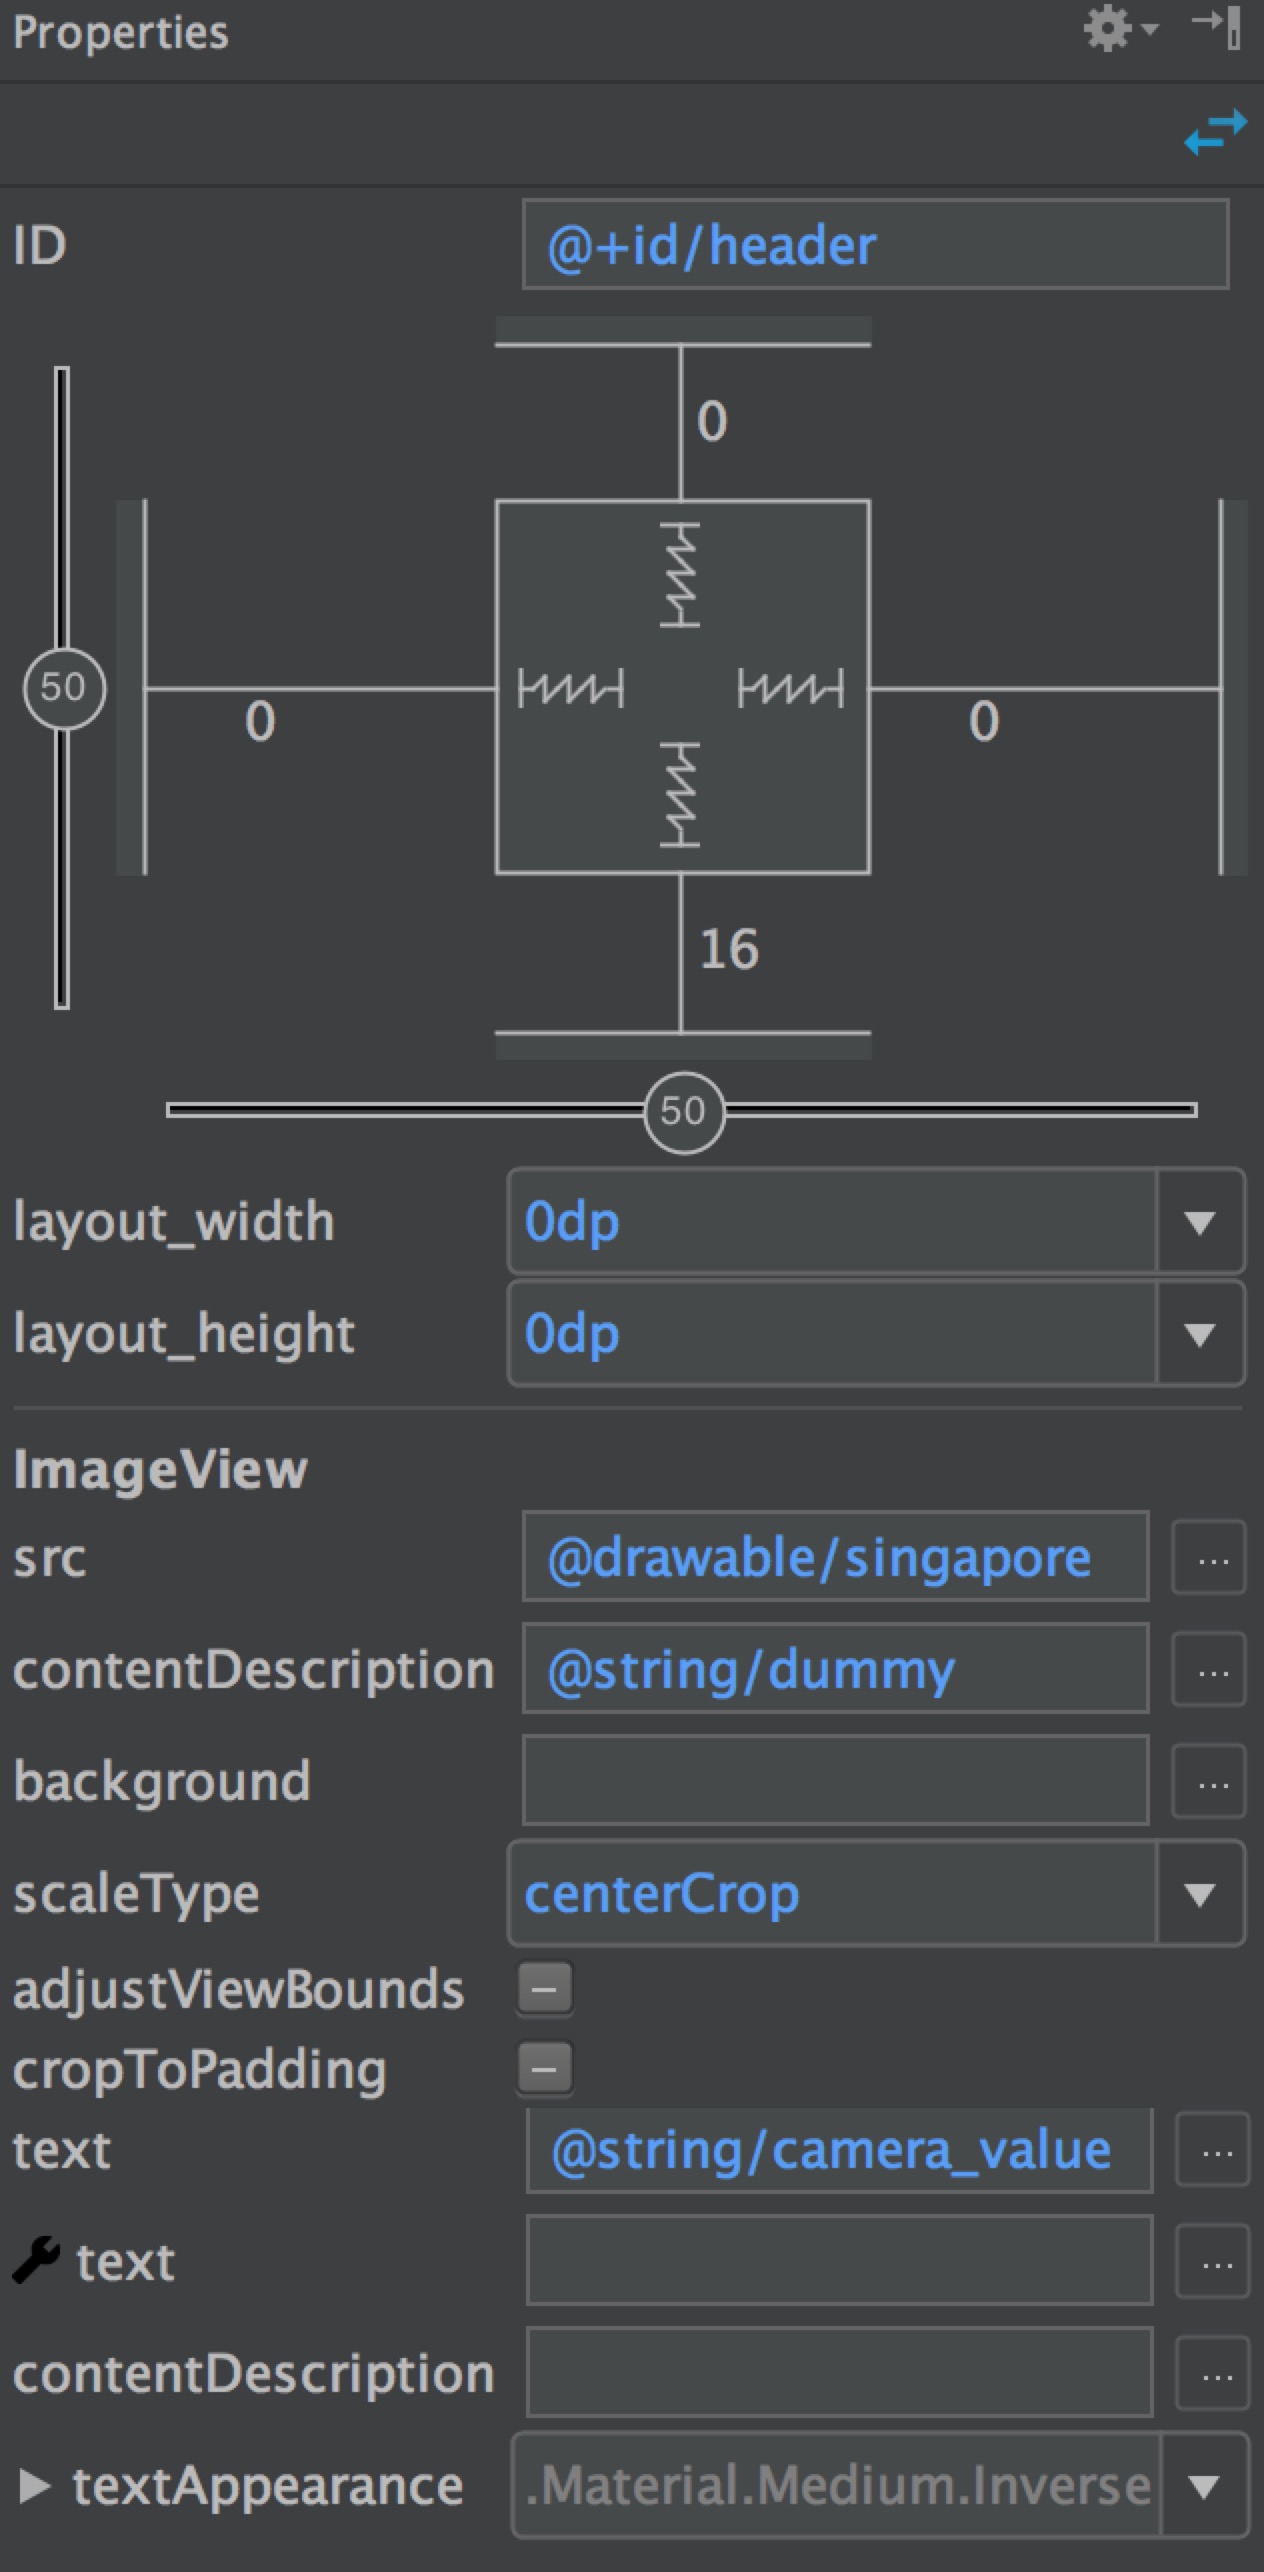 Properties
ID @+id/header
0
50 0 0
16
50
layout_width 0dp
layout_height 0dp
ImageView
src @drawable/singapore ...
contentDescription @string/dummy ...
background ...
scaleType centerCrop
adjustViewBounds
cropToPadding
text @string/camera_value ...
text ...
contentDescription ...
textAppearance .Material.Medium.Inverse